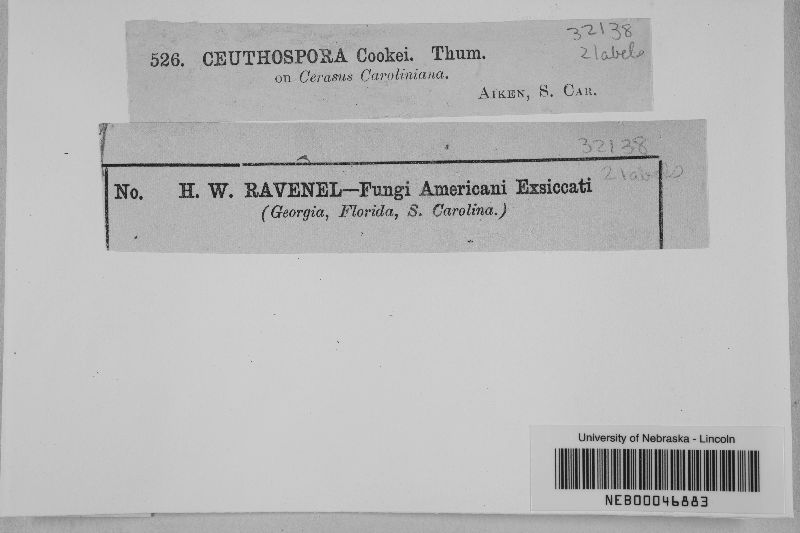 526. CEUTHOSPORA Cookei. Thum.
on Cerasus Caroliniana.
AIKEN, S. CAR.
32138
2 labels
32138
2 labels
No. H. W. RAVENEL—Fungi Americani Exsiccati
(Georgia, Florida, S. Carolina.)
University of Nebraska - Lincoln
NEB00046883